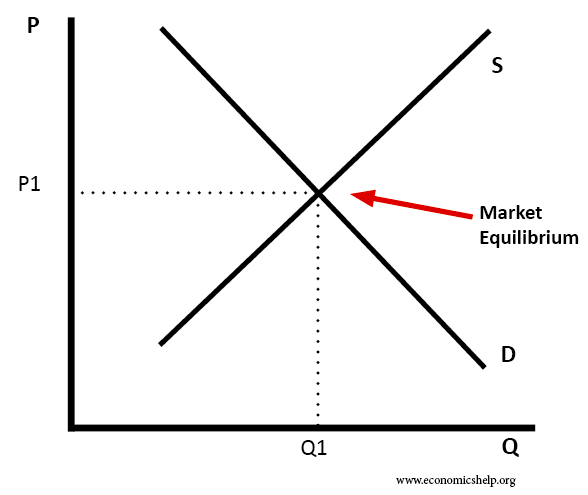 P
S
P1
Market
Equilibrium
D
Q1
Q
www.economicshelp.org